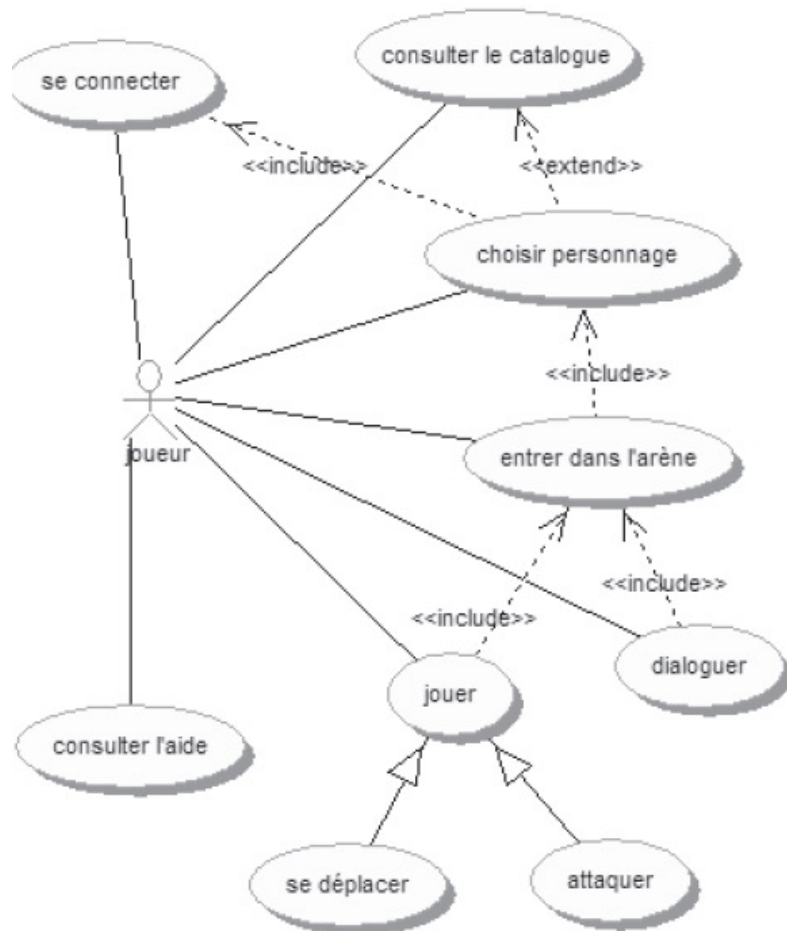 consulter le catalogue
se connecter
<<include>>
<<extend>>
choisir personnage
<<include>>
joueur
entrer dans l'arène
<<include>>
<<include>>
dialoguer
jouer
consulter l'aide
se déplacer
attaquer